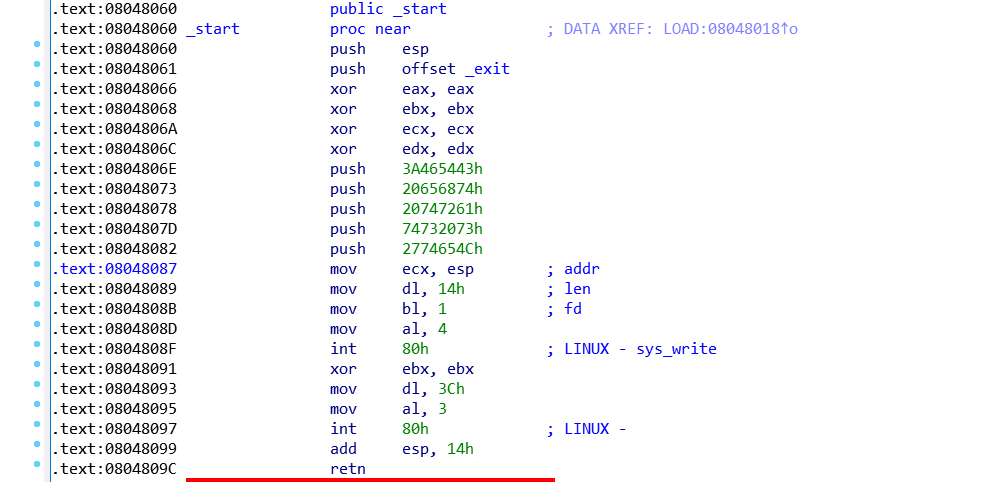 .text:08048060 public _start
.text:08048060 _start proc near ; DATA XREF: LOAD:08048018↑o
.text:08048060 push esp
.text:08048061 push offset _exit
.text:08048066 xor eax, eax
.text:08048068 xor ebx, ebx
.text:0804806A xor ecx, ecx
.text:0804806C xor edx, edx
.text:0804806E push 3A465443h
.text:08048073 push 20656874h
.text:08048078 push 20747261h
.text:0804807D push 74732073h
.text:08048082 push 2774654Ch
.text:08048087 mov ecx, esp ; addr
.text:08048089 mov dl, 14h ; len
.text:0804808B mov bl, 1 ; fd
.text:0804808D mov al, 4
.text:0804808F int 80h ; LINUX - sys_write
.text:08048091 xor ebx, ebx
.text:08048093 mov dl, 3Ch
.text:08048095 mov al, 3
.text:08048097 int 80h ; LINUX -
.text:08048099 add esp, 14h
.text:0804809C retn